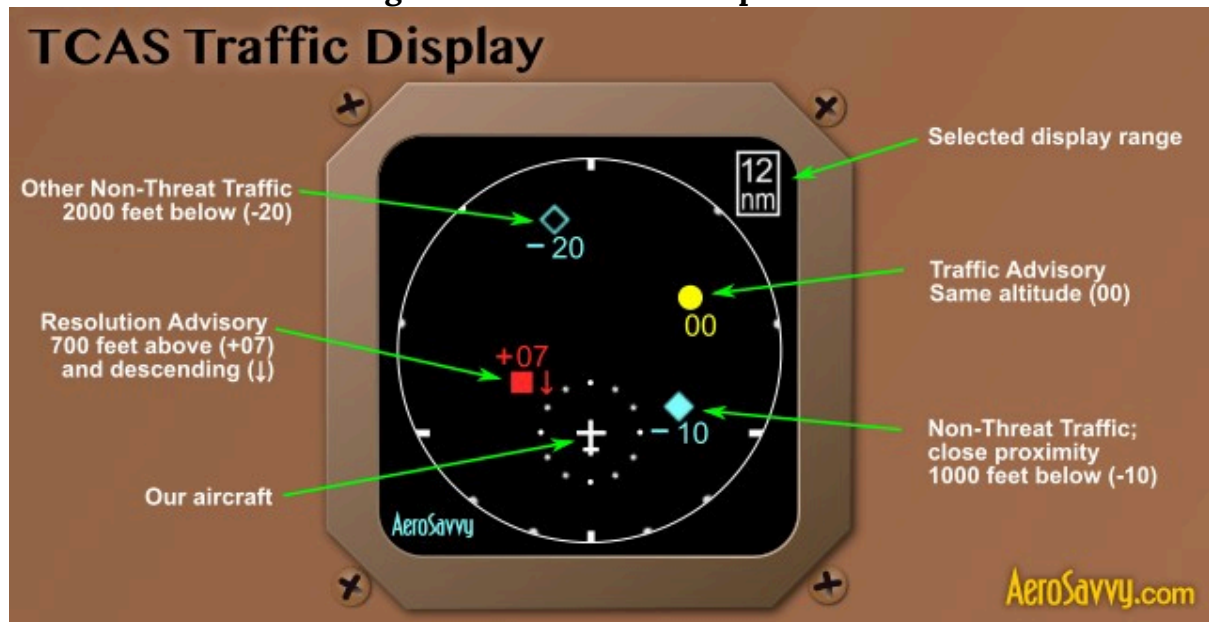 TCAS Traffic Display
Selected display range
12
nm
Other Non-Threat Traffic
2000 feet below (-20)
− 20
Traffic Advisory
Same altitude (00)
00
Resolution Advisory
700 feet above (+07)
and descending (↓)
+07
↓
Non-Threat Traffic;
close proximity
1000 feet below (-10)
− 10
Our aircraft
AeroSavvy
AeroSavvy.com